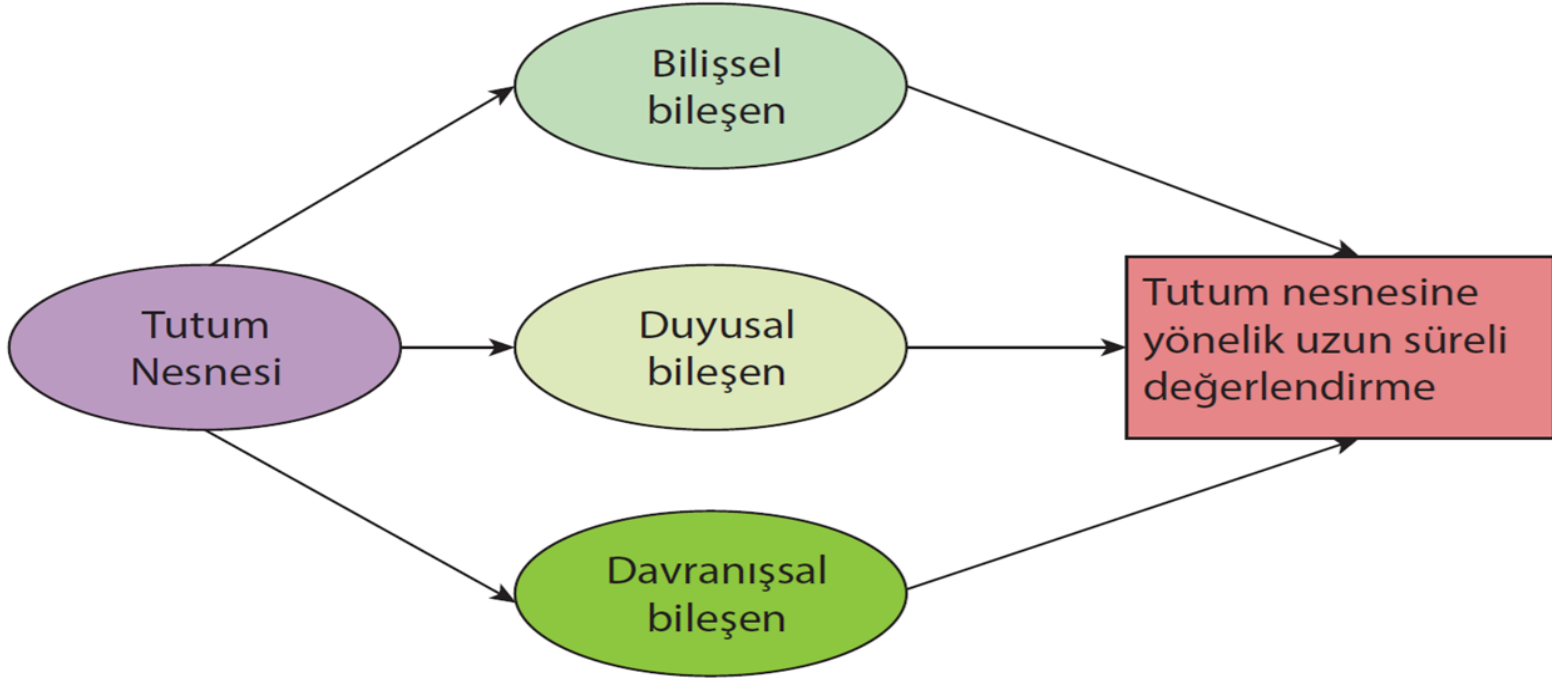 Bilişsel
bileşen
Tutum
Nesnesi
Duyusal
bileşen
Tutum nesnesine
yönelik uzun süreli
değerlendirme
Davranışsal
bileşen